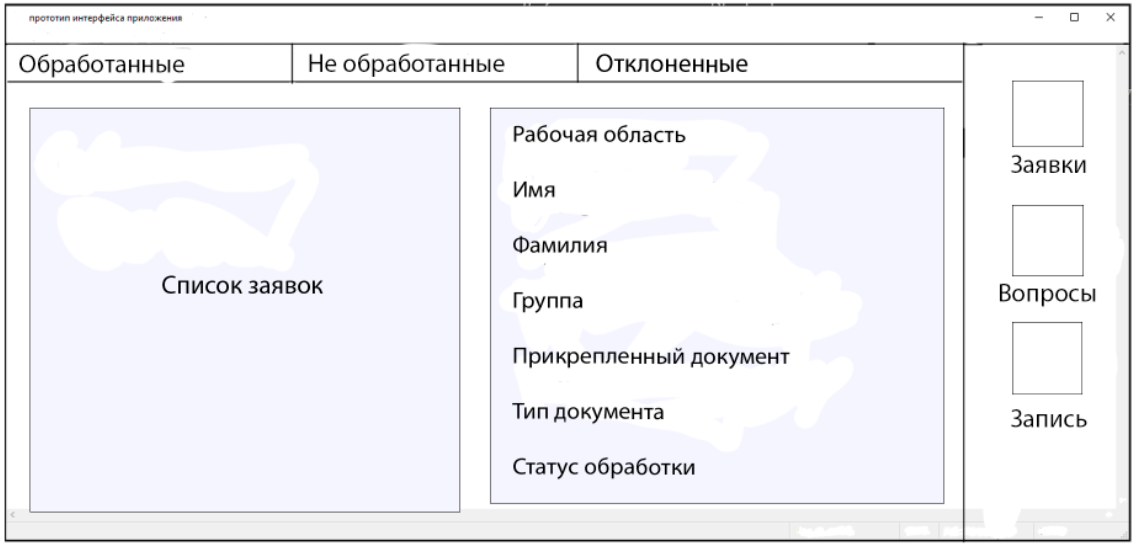 прототип интерфейса приложения
Обработанные
Не обработанные
Отклоненные
Список заявок
Рабочая область
Имя
Фамилия
Группа
Прикрепленный документ
Тип документа
Статус обработки
Заявки
Вопросы
Запись